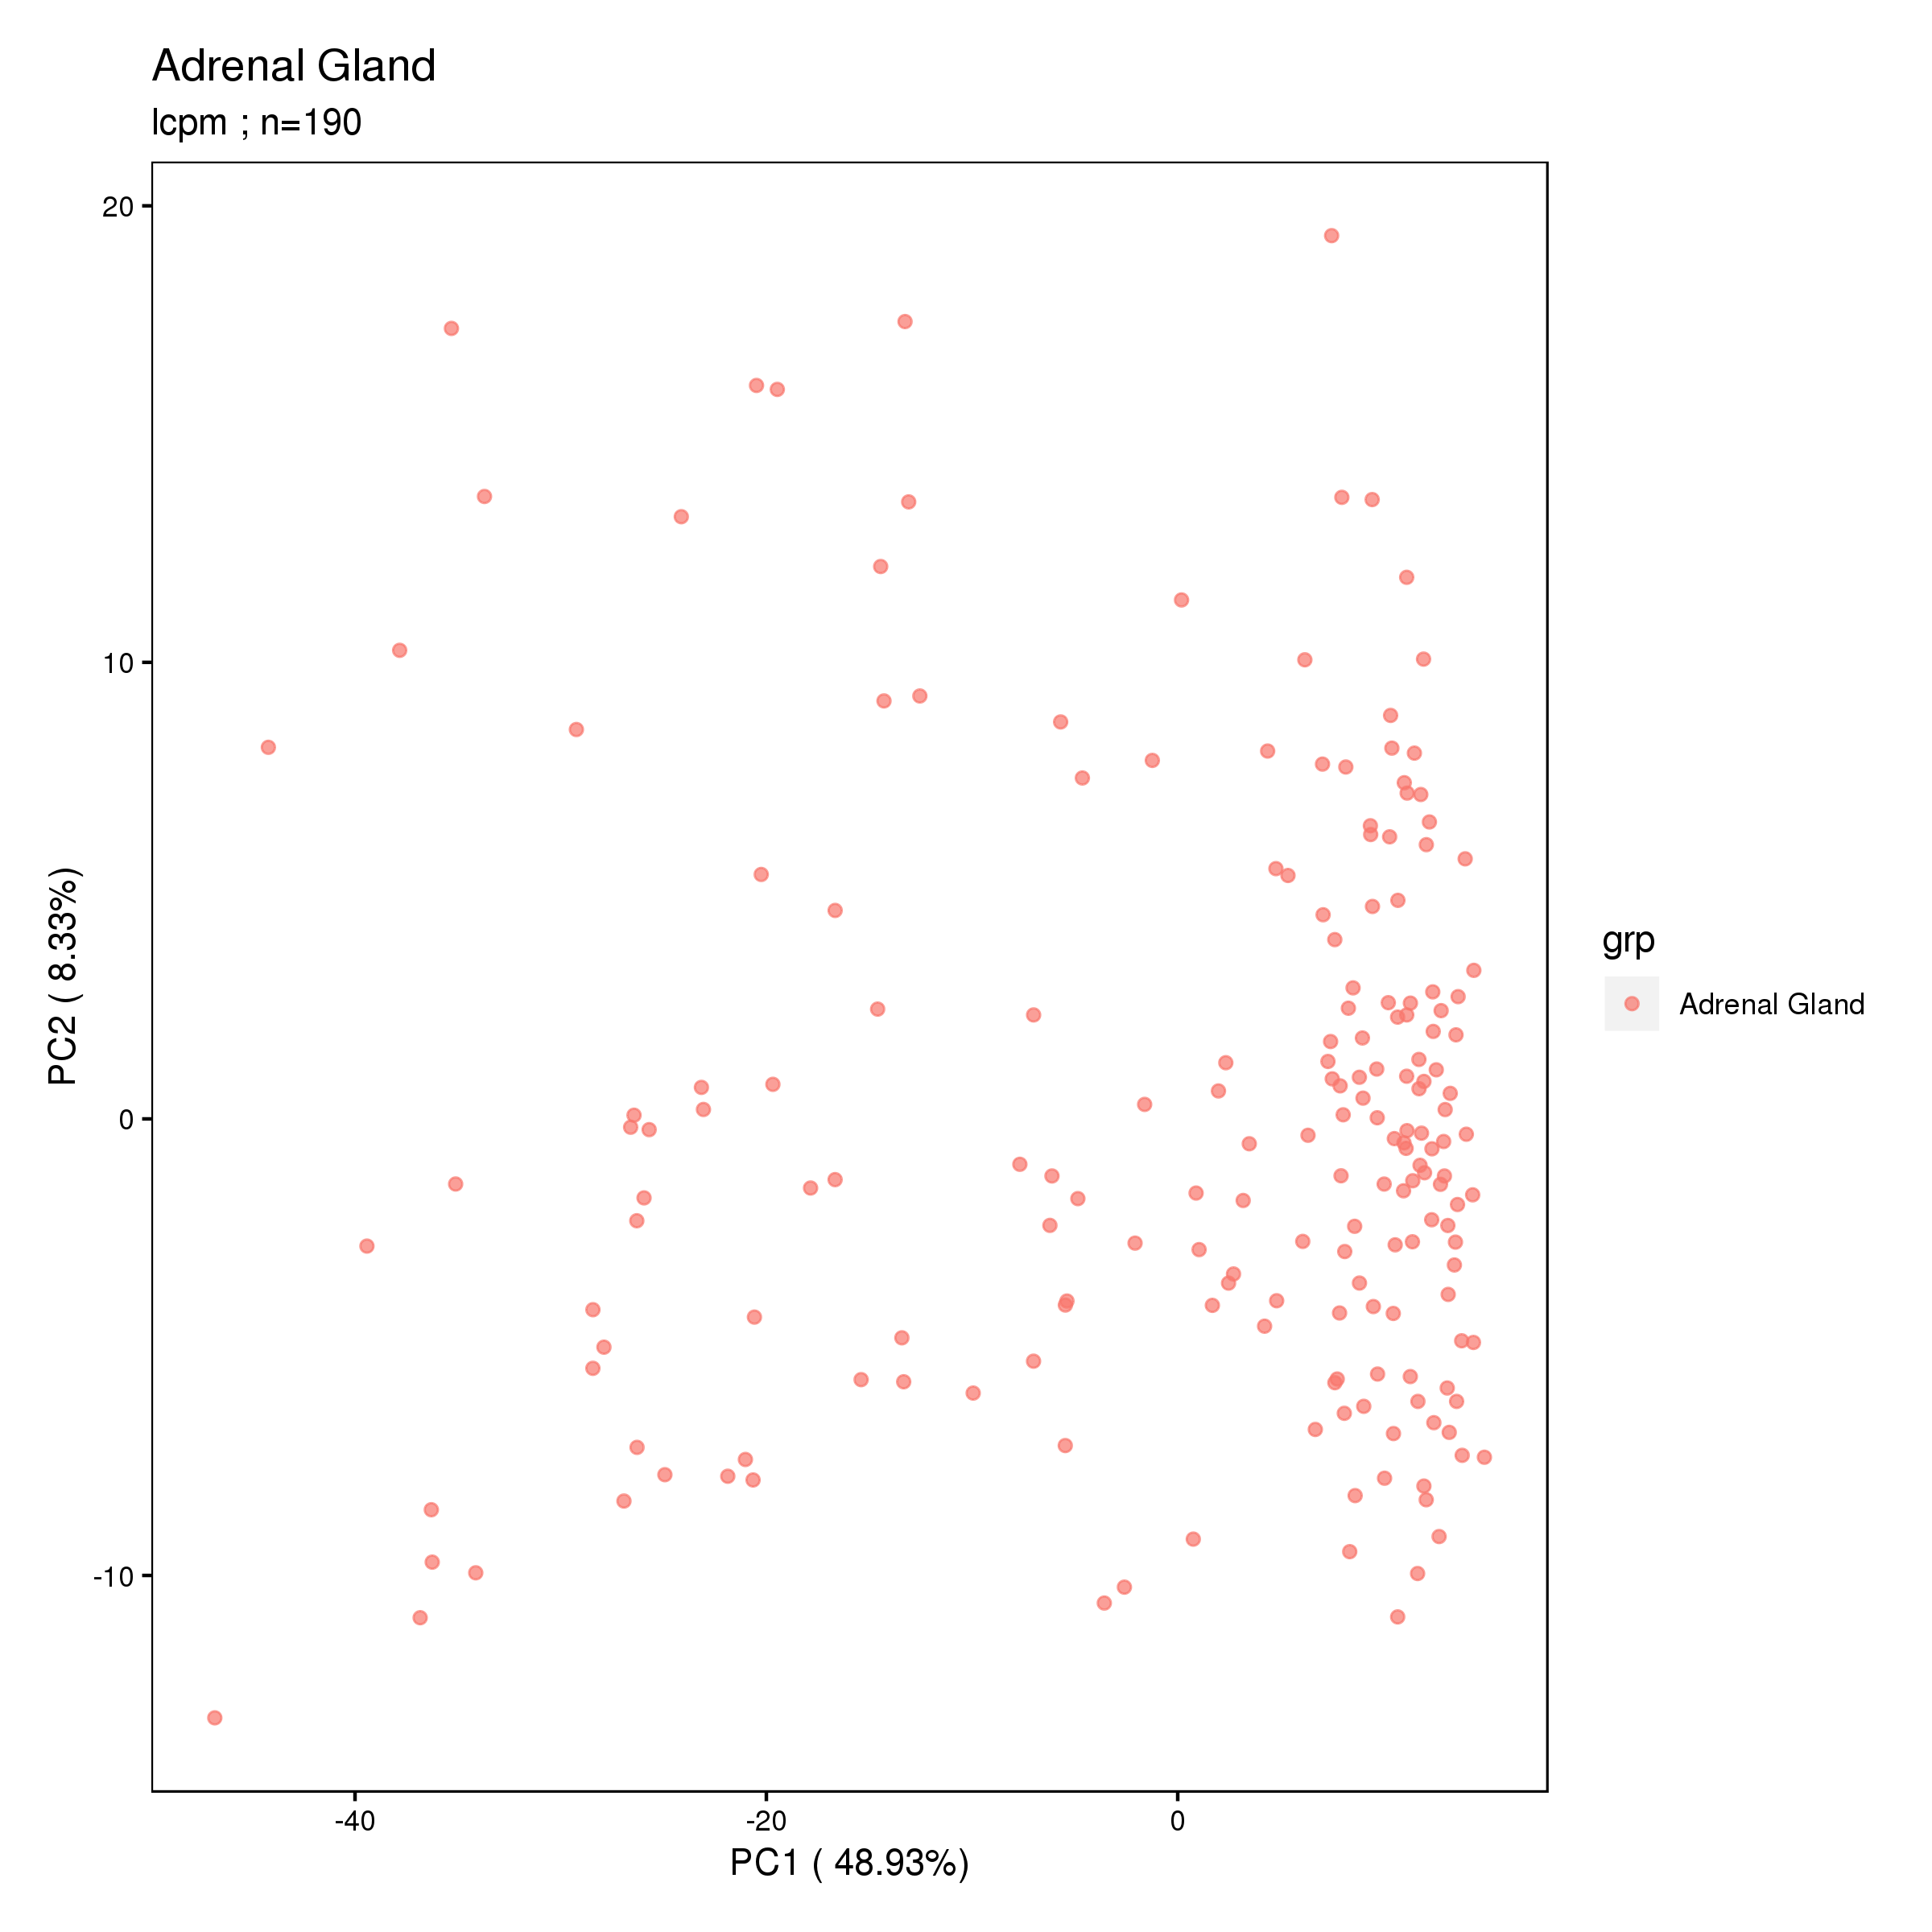 Adrenal Gland
lcpm ; n=190
20
10
0
-10
PC2 ( 8.33%)
-40
-20
0
PC1 ( 48.93%)
grp
Adrenal Gland